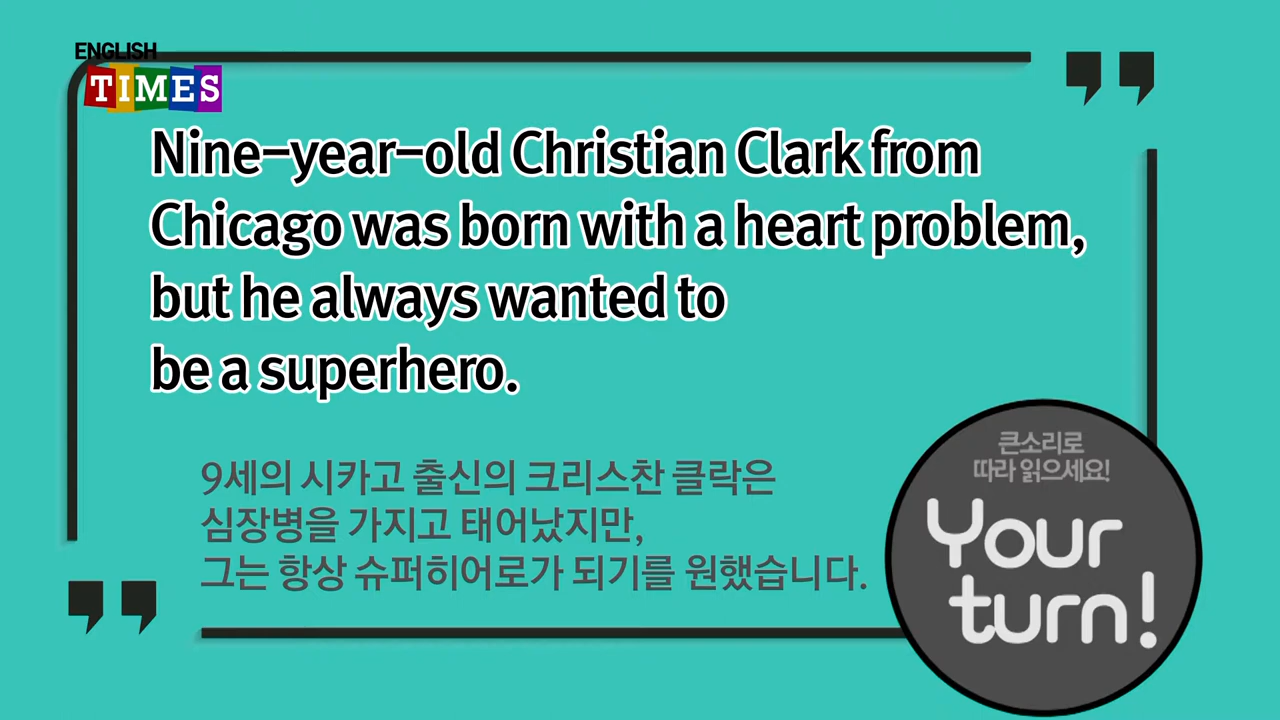 ENGLISH
TIMES
Nine-year-old Christian Clark from
Chicago was born with a heart problem,
but he always wanted to
be a superhero.
9세의 시카고 출신의 크리스찬 클락은
심장병을 가지고 태어났지만,
그는 항상 슈퍼히어로가 되기를 원했습니다.
큰소리로
따라 읽으세요!
Your
turn!